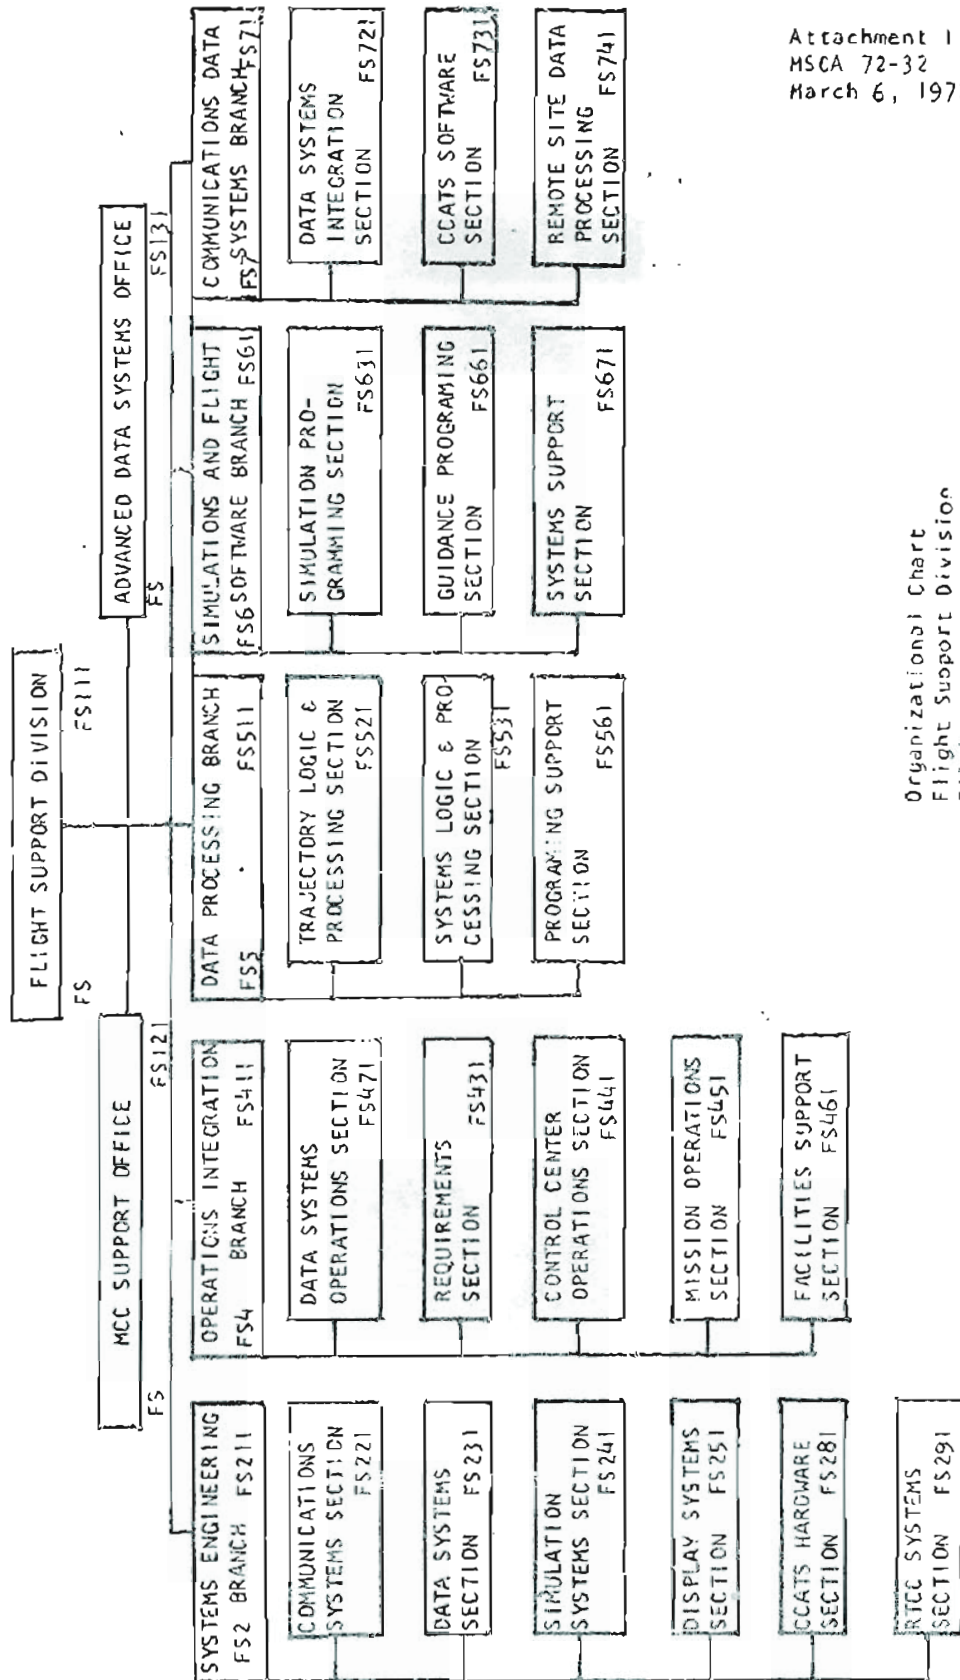 Attachment 1
MSCA 72-32
March 6, 197
FLIGHT SUPPORT DIVISION
FS FS111
MCC SUPPORT OFFICE
FS FS121
ADVANCED DATA SYSTEMS OFFICE
FS FS131
SYSTEMS ENGINEERING
FS2 BRANCH FS211
COMMUNICATIONS
SYSTEMS SECTION
FS221
DATA SYSTEMS
SECTION FS231
SIMULATION
SYSTEMS SECTION
FS241
DISPLAY SYSTEMS
SECTION FS251
CCATS HARDWARE
SECTION FS281
RTCC SYSTEMS
SECTION FS291
OPERATIONS INTEGRATION
FS4 BRANCH FS411
DATA SYSTEMS
OPERATIONS SECTION
FS471
REQUIREMENTS
SECTION FS431
CONTROL CENTER
OPERATIONS SECTION
FS441
MISSION OPERATIONS
SECTION FS451
FACILITIES SUPPORT
SECTION FS461
DATA PROCESSING BRANCH
FS5 FS511
TRAJECTORY LOGIC &
PROCESSING SECTION
FS521
SYSTEMS LOGIC & PRO-
CESSING SECTION
FS531
PROGRAMING SUPPORT
SECTION FS561
SIMULATIONS AND FLIGHT
FS6 SOFTWARE BRANCH FS61
SIMULATION PRO-
GRAMMING SECTION
FS631
GUIDANCE PROGRAMING
SECTION FS661
SYSTEMS SUPPORT
SECTION FS671
COMMUNICATIONS DATA
FS7 SYSTEMS BRANCH FS71
DATA SYSTEMS
INTEGRATION
SECTION FS721
CCATS SOFTWARE
SECTION FS731
REMOTE SITE DATA
PROCESSING
SECTION FS741
Organizational Chart
Flight Support Division